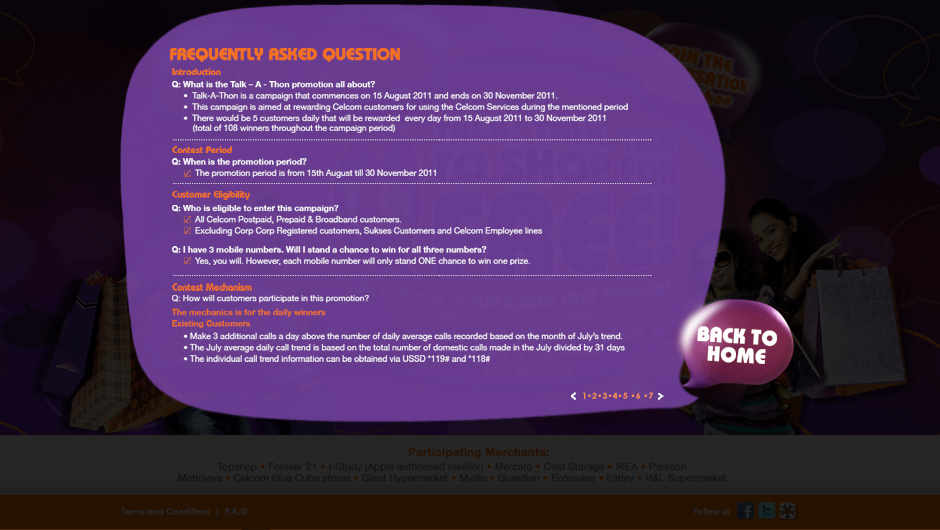 FREQUENTLY ASKED QUESTION
Introduction
Q: What is the Talk – A - Thon promotion all about?
• Talk-A-Thon is a campaign that commences on 15 August 2011 and ends on 30 November 2011.
• This campaign is aimed at rewarding Celcom customers for using the Celcom Services during the mentioned period
• There would be 5 customers daily that will be rewarded every day from 15 August 2011 to 30 November 2011
(total of 108 winners throughout the campaign period)
Contest Period
Q: When is the promotion period?
The promotion period is from 15th August till 30 November 2011
Customer Eligibility
Q: Who is eligible to enter this campaign?
All Celcom Postpaid, Prepaid & Broadband customers.
Excluding Corp Corp Registered customers, Sukses Customers and Celcom Employee lines
Q: I have 3 mobile numbers. Will I stand a chance to win for all three numbers?
Yes, you will. However, each mobile number will only stand ONE chance to win one prize.
Contest Mechanism
Q: How will customers participate in this promotion?
The mechanics is for the daily winners
Existing Customers
• Make 3 additional calls a day above the number of daily average calls recorded based on the month of July's trend.
• The July average daily call trend is based on the total number of domestic calls made in the July divided by 31 days
• The individual call trend information can be obtained via USSD *119# and *118#
BACK TO
HOME
1•2•3•4•5 •6 •7
Participating Merchants:
Topshop • Forever 21 • I-Study (Apple authorised reseller) • Mercato • Cold Storage • IKEA • Parkson
Metrojaya • Celcom Blue Cube stores • Giant Hypermarket • Mydin • Guardian • Econsave • Farley • H&L Supermarket
Terms and Conditions | F.A.Q.
Follow us